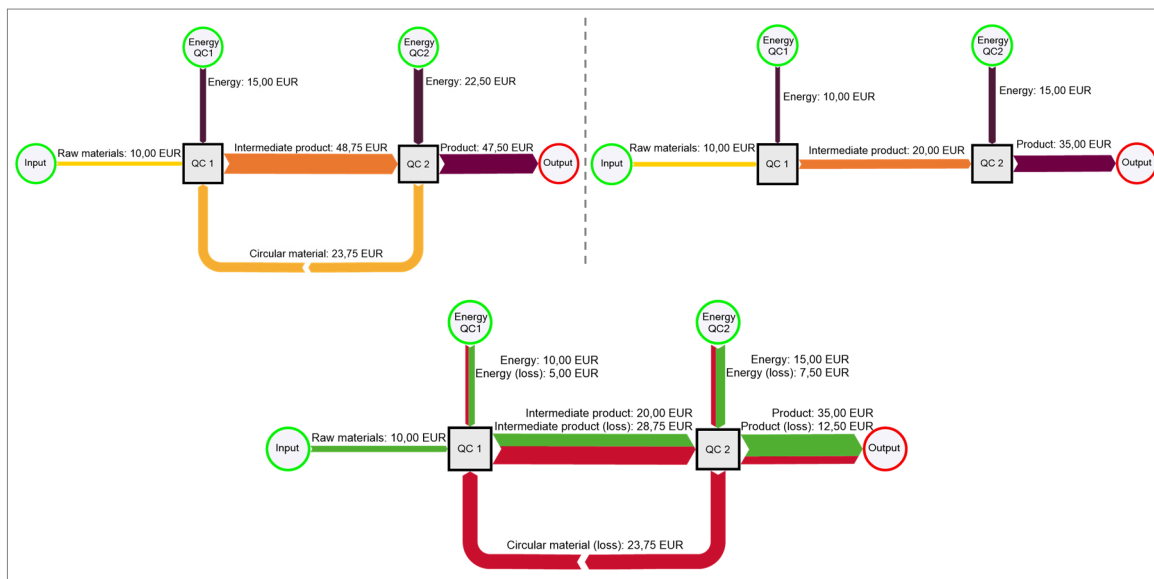 Energy
QC1
Energy
QC2
Energy: 15,00 EUR
Energy: 22,50 EUR
Input
Raw materials: 10,00 EUR
QC 1
Intermediate product: 48,75 EUR
QC 2
Product: 47,50 EUR
Output
Circular material: 23,75 EUR
Energy
QC1
Energy
QC2
Energy: 10,00 EUR
Energy: 15,00 EUR
Input
Raw materials: 10,00 EUR
QC 1
Intermediate product: 20,00 EUR
QC 2
Product: 35,00 EUR
Output
Energy
QC1
Energy
QC2
Energy: 10,00 EUR
Energy (loss): 5,00 EUR
Energy: 15,00 EUR
Energy (loss): 7,50 EUR
Input
Raw materials: 10,00 EUR
QC 1
Intermediate product: 20,00 EUR
Intermediate product (loss): 28,75 EUR
QC 2
Product: 35,00 EUR
Product (loss): 12,50 EUR
Output
Circular material (loss): 23,75 EUR